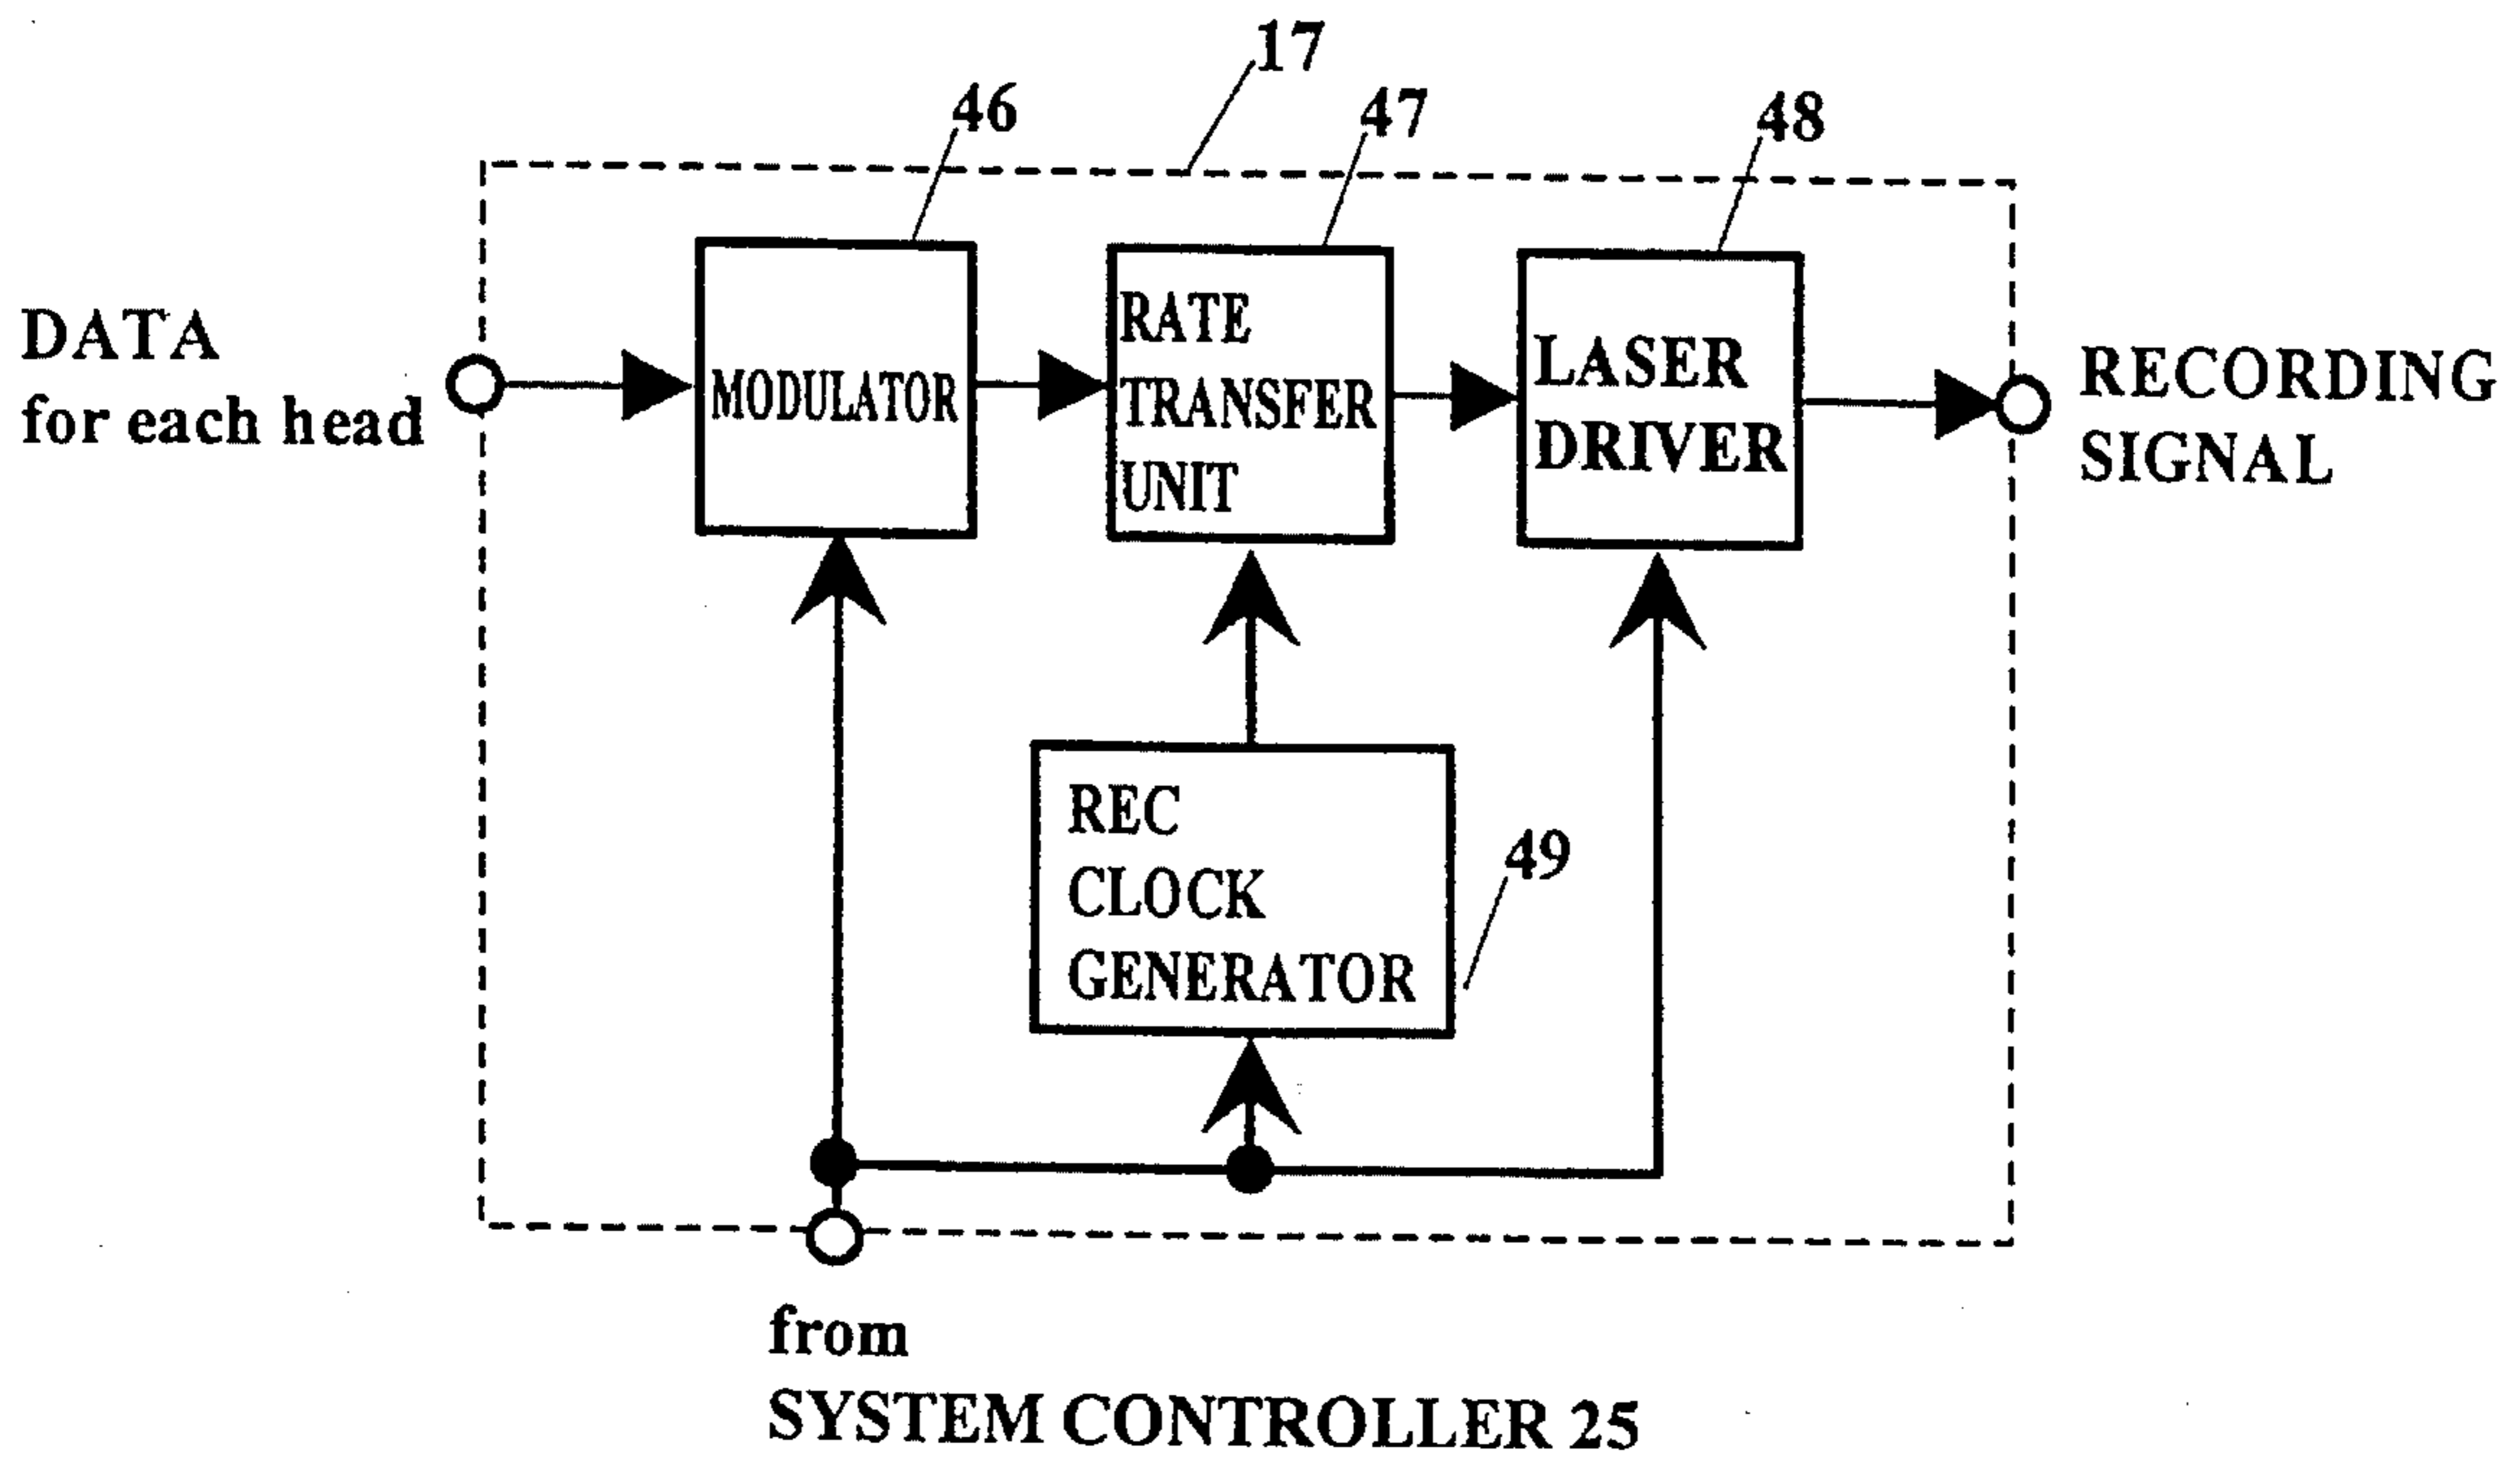 17
46
47
48
DATA
for each head
MODULATOR
RATE
TRANSFER
UNIT
LASER
DRIVER
RECORDING
SIGNAL
REC
CLOCK
GENERATOR
49
from
SYSTEM CONTROLLER 25